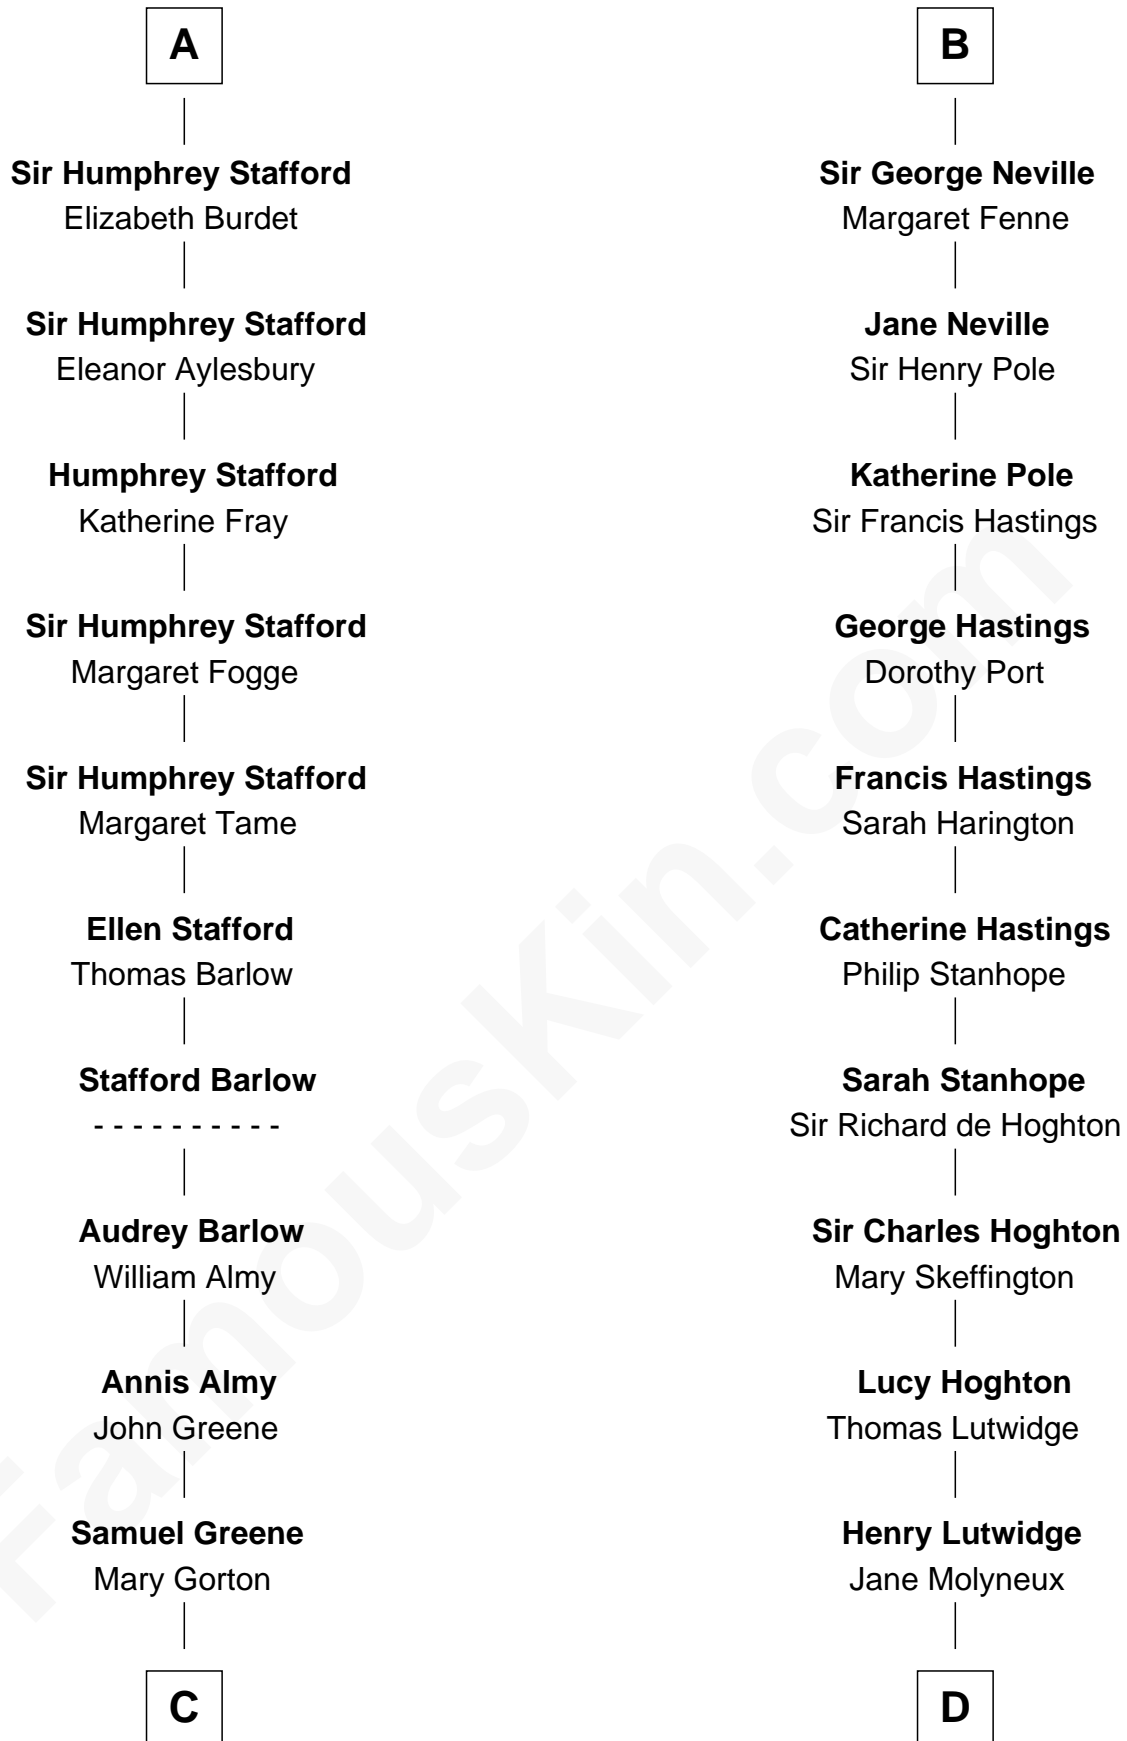 A
Sir Humphrey Stafford
Elizabeth Burdet
Sir Humphrey Stafford
Eleanor Aylesbury
Humphrey Stafford
Katherine Fray
Sir Humphrey Stafford
Margaret Fogge
Sir Humphrey Stafford
Margaret Tame
Ellen Stafford
Thomas Barlow
Stafford Barlow
- - - - - - - - - -
Audrey Barlow
William Almy
Annis Almy
John Greene
Samuel Greene
Mary Gorton
C
B
Sir George Neville
Margaret Fenne
Jane Neville
Sir Henry Pole
Katherine Pole
Sir Francis Hastings
George Hastings
Dorothy Port
Francis Hastings
Sarah Harington
Catherine Hastings
Philip Stanhope
Sarah Stanhope
Sir Richard de Hoghton
Sir Charles Hoghton
Mary Skeffington
Lucy Hoghton
Thomas Lutwidge
Henry Lutwidge
Jane Molyneux
D
FamousKin.com